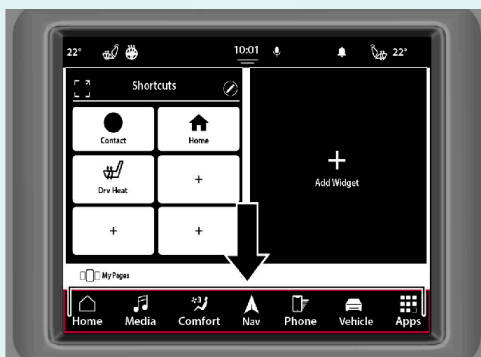 22° 10:01 22°
Shortcuts
Contact Home
Drv Heat +
+ +
+
Add Widget
My Pages
Home Media Comfort Nav Phone Vehicle Apps